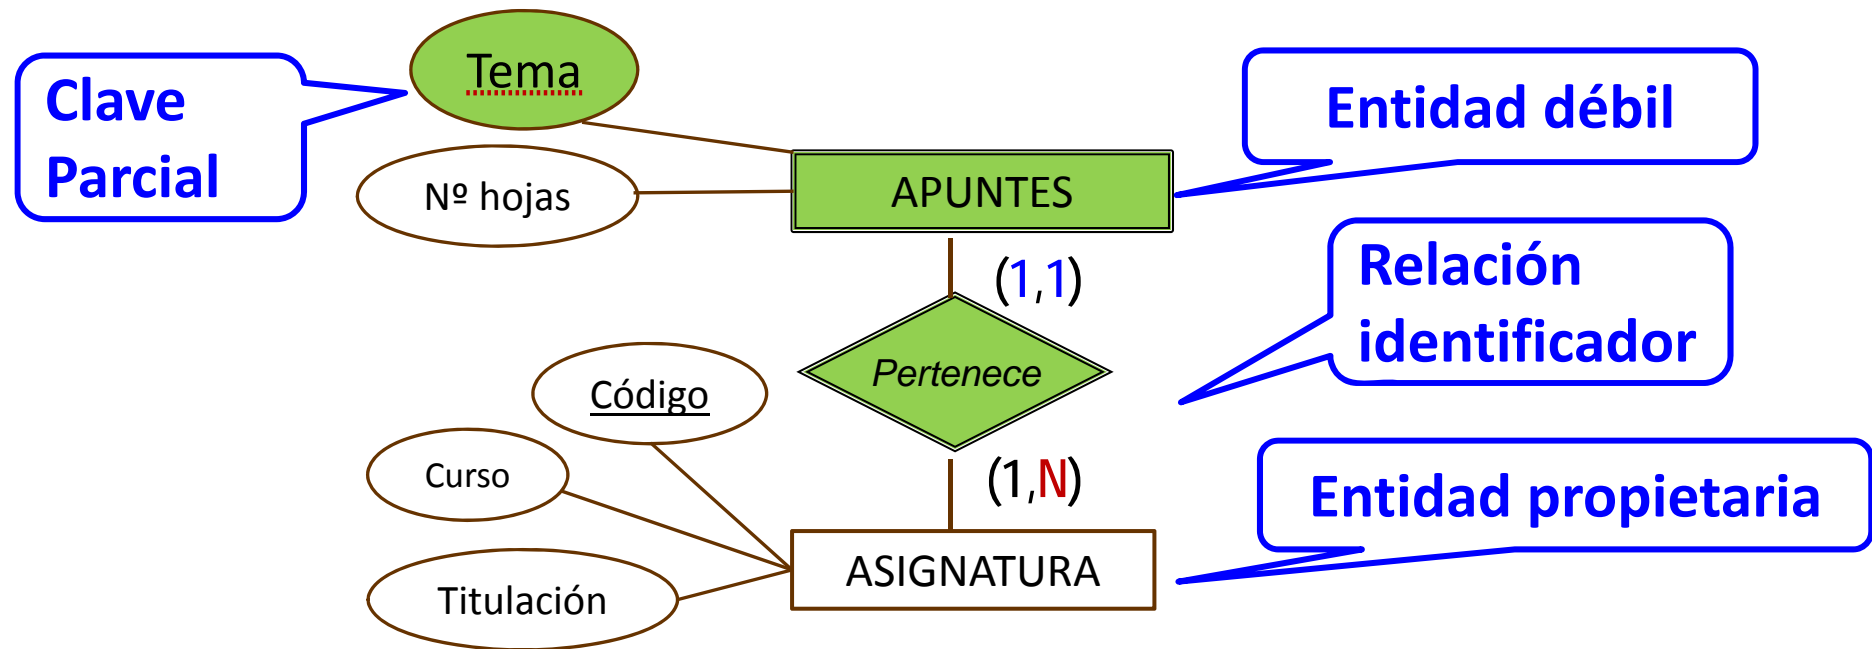 Tema
Clave
Parcial
Entidad débil
Nº hojas
APUNTES
(1,1)
Relación
identificador
Pertenece
Código
Curso
(1,N)
Entidad propietaria
ASIGNATURA
Titulación